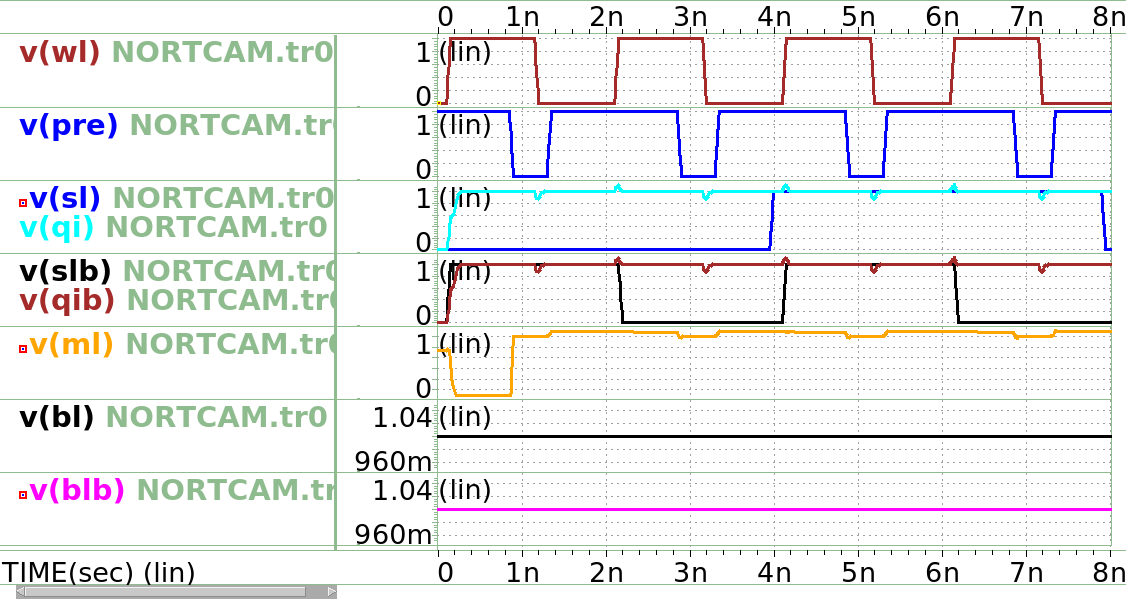 0 1n 2n 3n 4n 5n 6n 7n 8n
v(wl) NORTCAM.tr0 1 (lin)
0
v(pre) NORTCAM.tr 1 (lin)
0
v(sl) NORTCAM.tr0 1 (lin)
v(qi) NORTCAM.tr0 0
v(slb) NORTCAM.tr0 1 (lin)
v(qib) NORTCAM.tr0 0
v(ml) NORTCAM.tr0 1 (lin)
0
v(bl) NORTCAM.tr0 1.04 (lin)
960m
v(blb) NORTCAM.tr 1.04 (lin)
960m
TIME(sec) (lin) 0 1n 2n 3n 4n 5n 6n 7n 8n